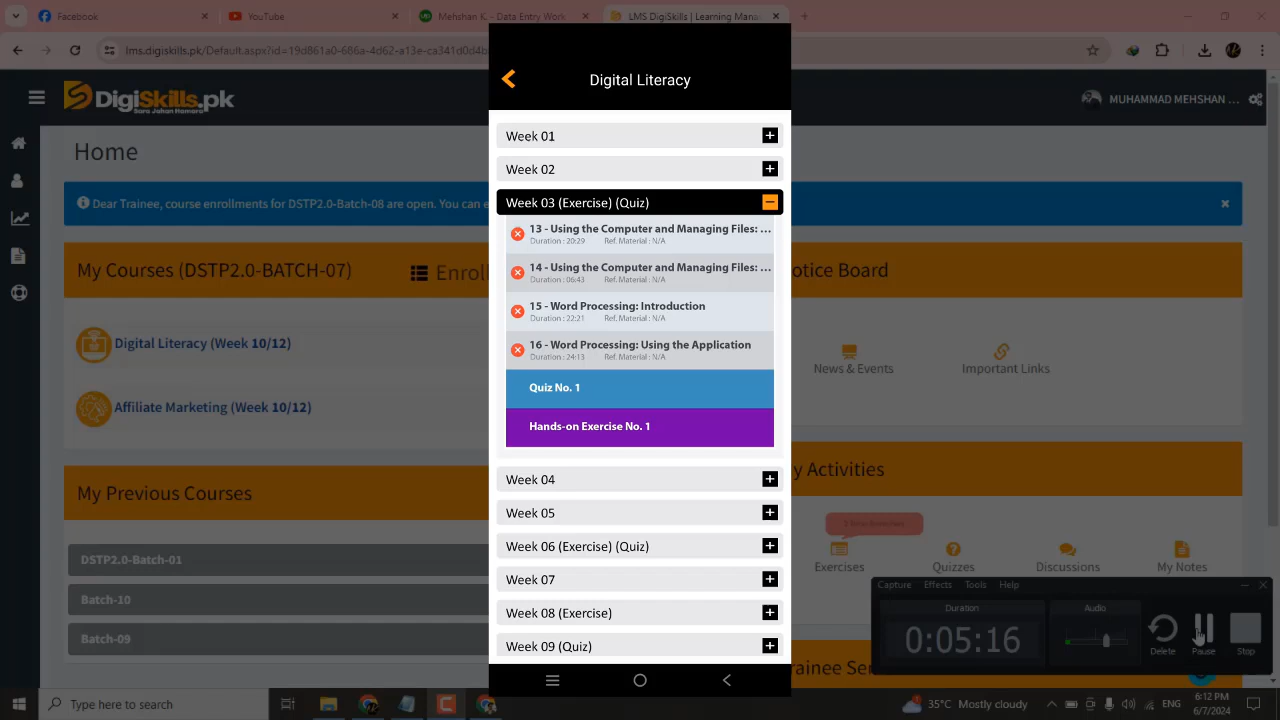 Facebook
YouTube
Mehshan K. - Data Entry Sp
LMS DigiSkills | Learning Man
lms.digiskills.pk/Default.aspx?id=19d861a0-a56b-4d62-a13e-ca341d0d4b
DigiSkills.pk
Sara Jahan Hamara
MUHAMMAD MEHSHAN ...
Home
Dear Trainee, course enrollments for DSTP2.0-Batch-08 are open. You can e
My Courses (DSTP2.0-BATCH-07)
Enrol
otice Board
Digital Literacy (Week 10/12)
Affiliate Marketing (Week 10/12)
News & Events
Important Links
My Previous Courses
y Activities
DSTP2.0-Batch-01
Batch-10
Batch-09
Exercises
Quizzes
Discussions
My Notes
rainee Se
Digital Literacy
Week 01
Week 02
Week 03 (Exercise) (Quiz)
13 - Using the Computer and Managing Files: ...
Duration : 20:29 Ref. Material : N/A
14 - Using the Computer and Managing Files: ...
Duration : 06:43 Ref. Material : N/A
15 - Word Processing: Introduction
Duration : 22:21 Ref. Material : N/A
16 - Word Processing: Using the Application
Duration : 24:13 Ref. Material : N/A
Quiz No. 1
Hands-on Exercise No. 1
Week 04
Week 05
Week 06 (Exercise) (Quiz)
Week 07
Week 08 (Exercise)
Week 09 (Quiz)
Capture Effects Tools Help
Duration
0:05:16
Audio
Delete
Pause
Stop
Type here to search
35°C Mostly cloudy
ENG
6:12 PM
6/7/2024